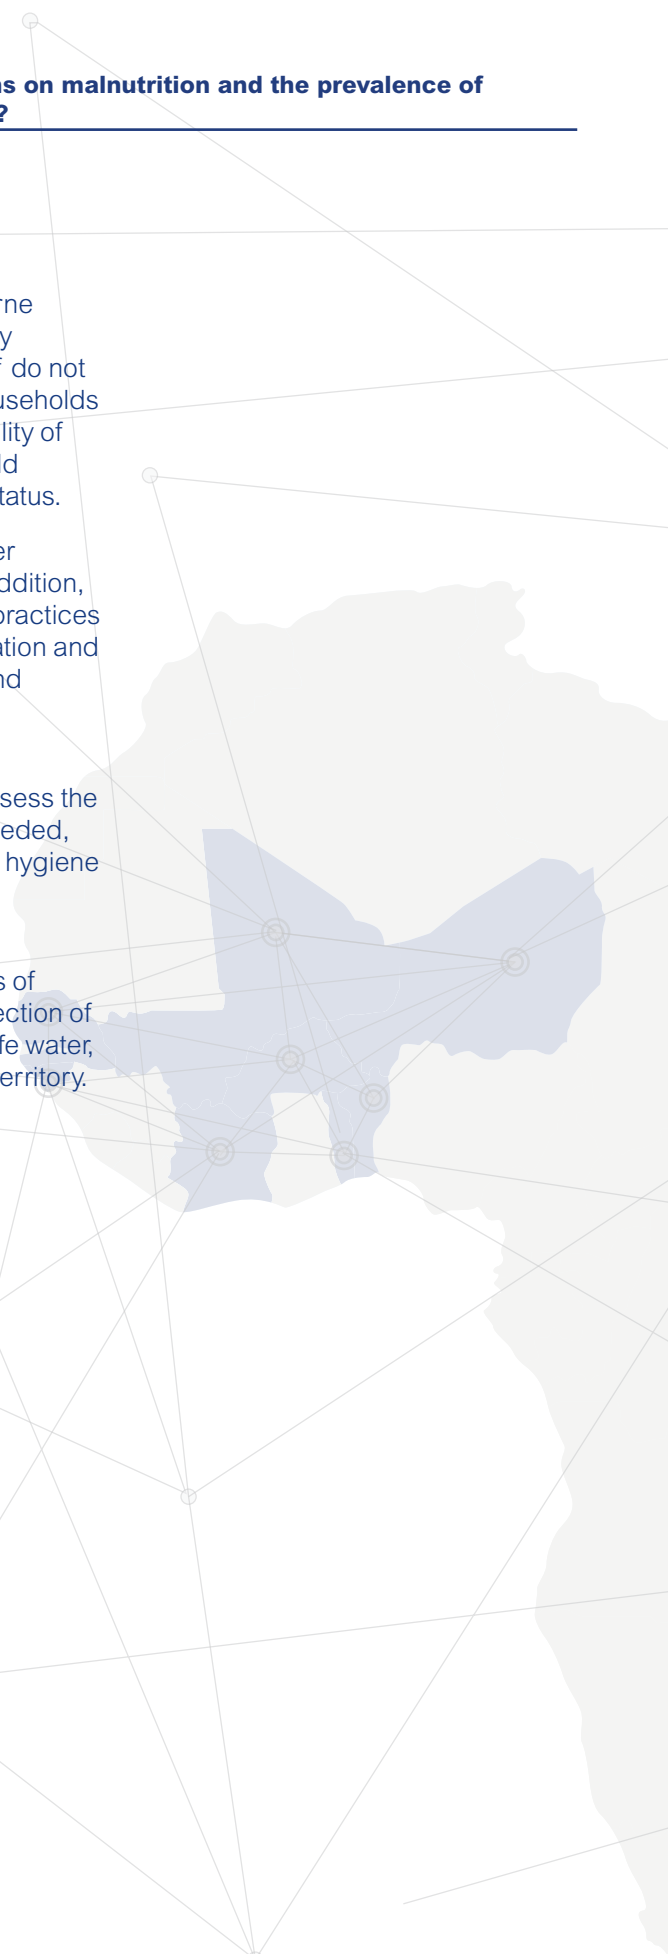 s on malnutrition and the prevalence of
?
rne
y
do not
useholds
lity of
ld
tatus.
er
ddition,
practices
ation and
nd
sess the
eded,
hygiene
s of
ection of
fe water,
erritory.